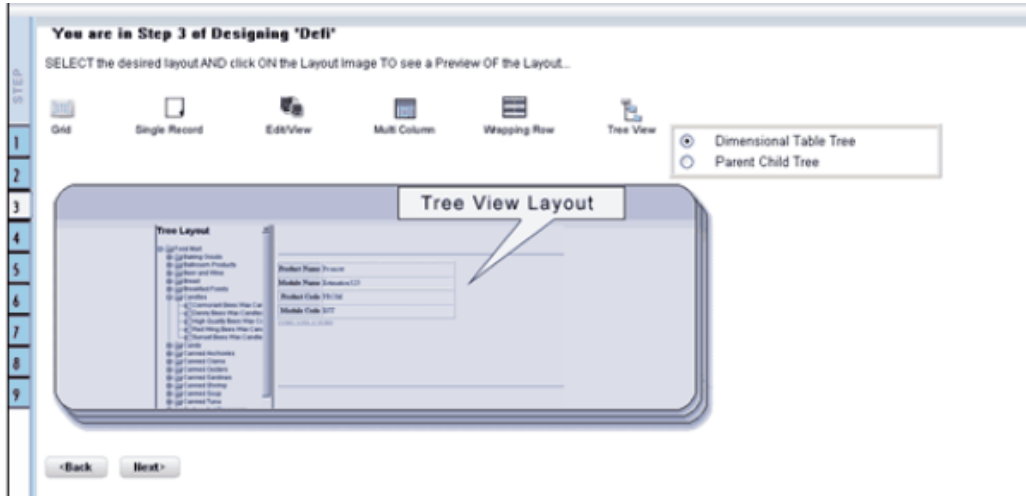 You are in Step 3 of Designing "Defi"
SELECT the desired layout AND click ON the Layout Image TO see a Preview OF the Layout...
STEP
Grid
Single Record
Edit/View
Multi Column
Wrapping Row
Tree View
Dimensional Table Tree
Parent Child Tree
1
2
3
4
5
6
7
8
9
Tree View Layout
Tree Layout
Food Mart
Baking Goods
Bathroom Products
Beer and Wine
Bread
Breakfast Foods
Candles
Candy
Canned Anchovies
Canned Clams
Canned Oysters
Canned Sardines
Canned Shrimp
Canned Soup
Canned Tuna
Product Name
Module Name
Product Code
Module Code
<Back
Next>